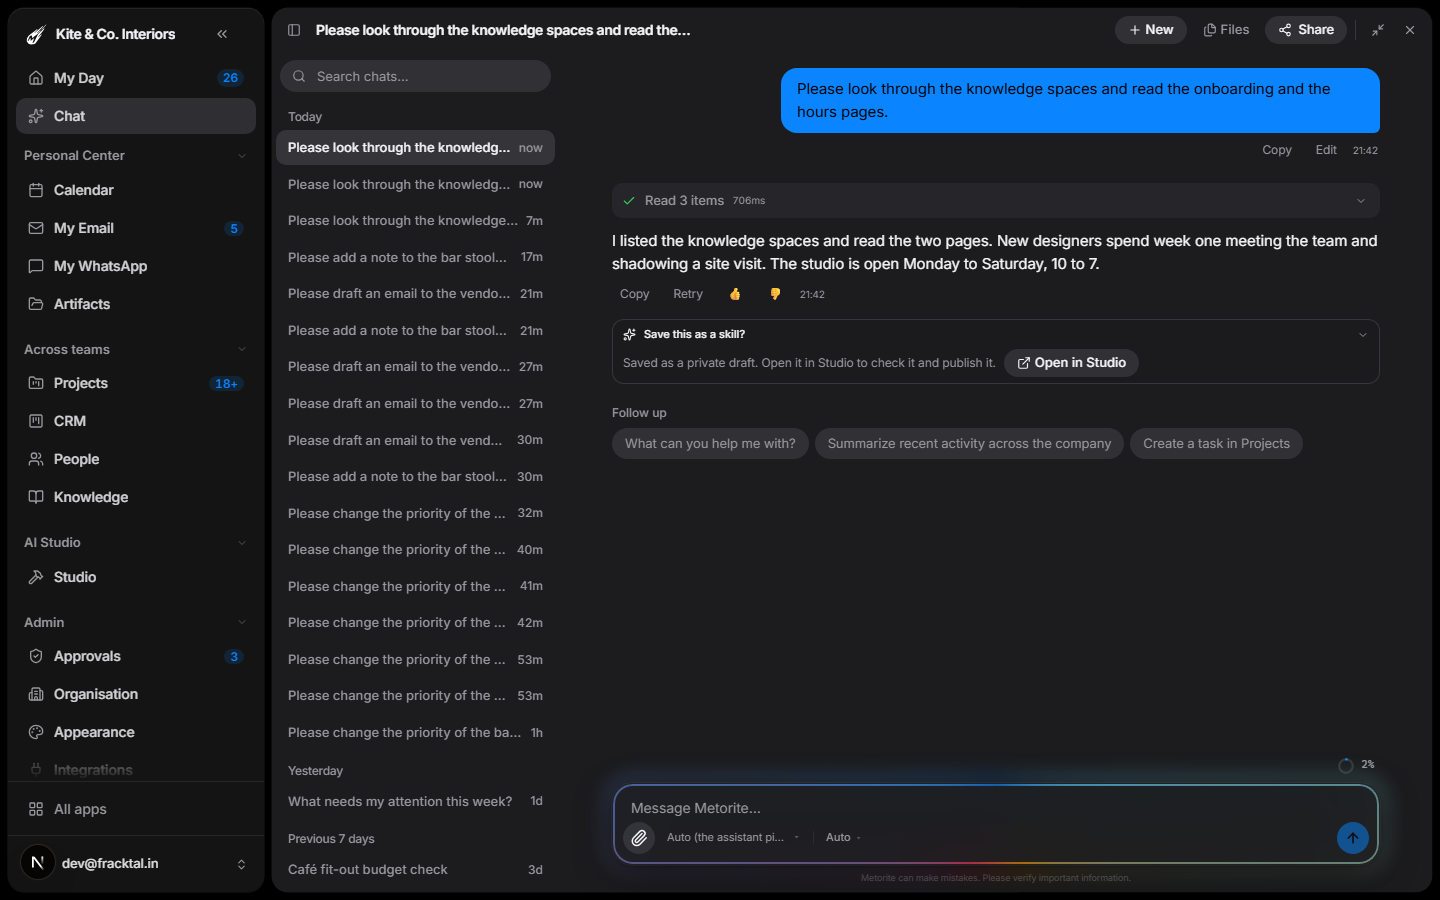 Kite & Co. Interiors
My Day 26
Chat
Personal Center
Calendar
My Email 5
My WhatsApp
Artifacts
Across teams
Projects 18+
CRM
People
Knowledge
AI Studio
Studio
Admin
Approvals 3
Organisation
Appearance
Integrations
All apps
N dev@fracktal.in
Please look through the knowledge spaces and read the...
New
Files
Share
Search chats...
Today
Please look through the knowledg... now
Please look through the knowledg... now
Please look through the knowledge... 7m
Please add a note to the bar stool... 17m
Please draft an email to the vendo... 21m
Please add a note to the bar stool... 21m
Please draft an email to the vendo... 27m
Please draft an email to the vendo... 27m
Please draft an email to the vend... 30m
Please add a note to the bar stool... 30m
Please change the priority of the ... 32m
Please change the priority of the ... 40m
Please change the priority of the ... 41m
Please change the priority of the ... 42m
Please change the priority of the ... 53m
Please change the priority of the ... 53m
Please change the priority of the ba... 1h
Yesterday
What needs my attention this week? 1d
Previous 7 days
Café fit-out budget check 3d
Please look through the knowledge spaces and read the onboarding and the
hours pages.
Copy Edit 21:42
Read 3 items 706ms
I listed the knowledge spaces and read the two pages. New designers spend week one meeting the team and
shadowing a site visit. The studio is open Monday to Saturday, 10 to 7.
Copy Retry 21:42
Save this as a skill?
Saved as a private draft. Open it in Studio to check it and publish it. Open in Studio
Follow up
What can you help me with? Summarize recent activity across the company Create a task in Projects
2%
Message Metorite...
Auto (the assistant pi... Auto
Metorite can make mistakes. Please verify important information.